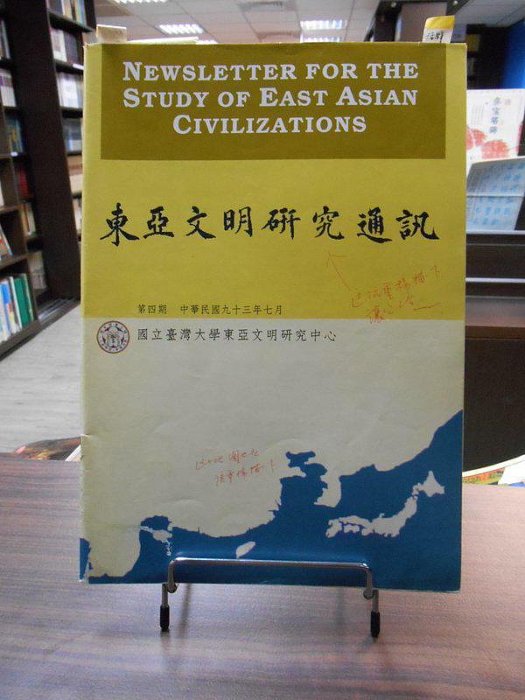 NEWSLETTER FOR THE
STUDY OF EAST ASIAN
CIVILIZATIONS
東亞文明研究通訊
第四期 中華民國九十三年七月
國立臺灣大學東亞文明研究中心